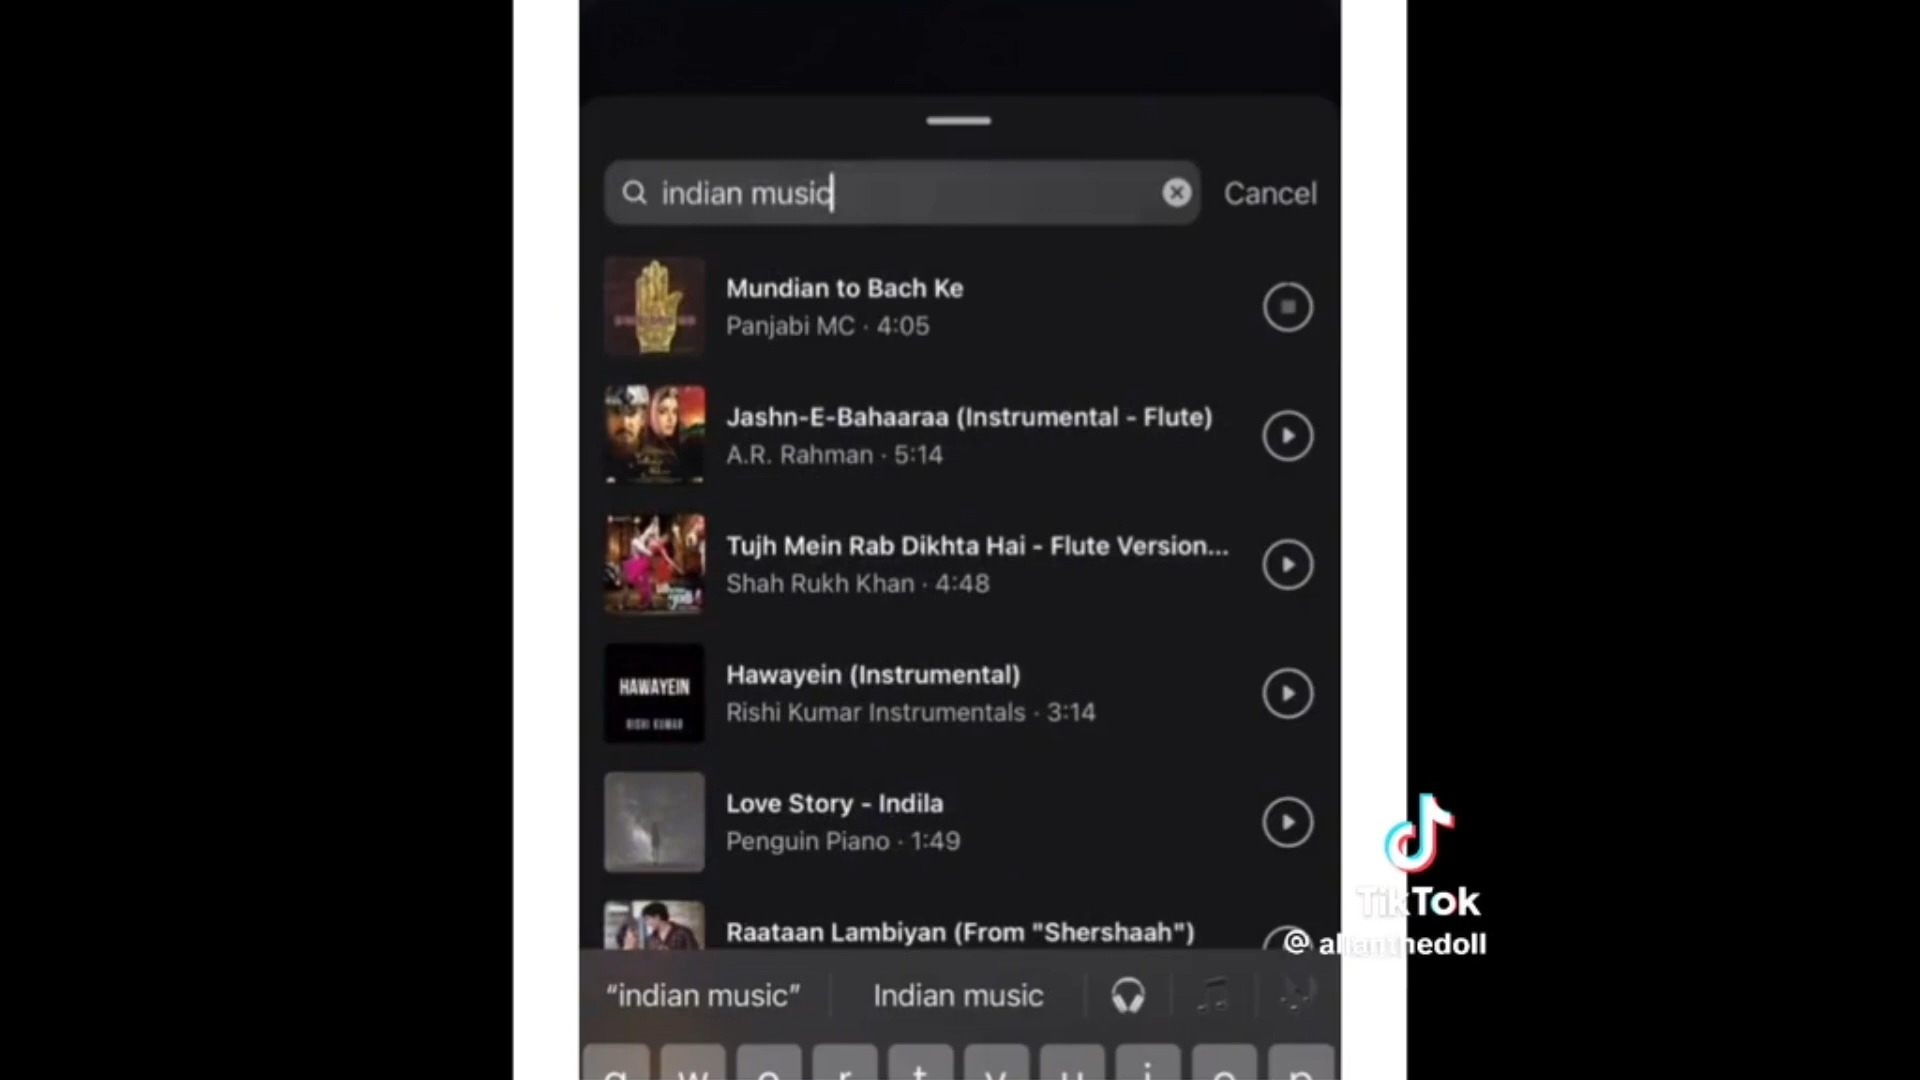 indian music
Cancel
Mundian to Bach Ke
Panjabi MC · 4:05
Jashn-E-Bahaaraa (Instrumental - Flute)
A.R. Rahman · 5:14
Tujh Mein Rab Dikhta Hai - Flute Version...
Shah Rukh Khan · 4:48
Hawayein (Instrumental)
Rishi Kumar Instrumentals · 3:14
HAWAYEIN
RISHI KUMAR
Love Story - Indila
Penguin Piano · 1:49
Raataan Lambiyan (From "Shershaah")
TikTok
“indian music”
Indian music
q w e r t y u i o p